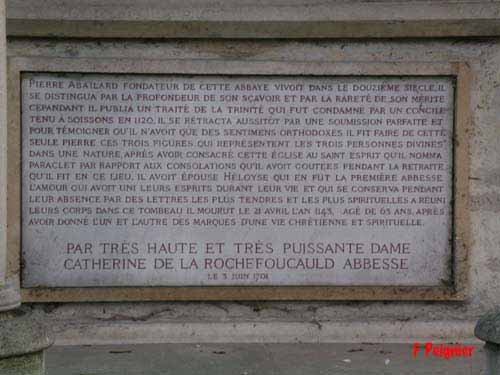 PIERRE ABAILARD FONDATEUR DE CETTE ABBAYE VIVOIT DANS LE DOUZIEME SIECLE, IL
SE DISTINGUA PAR LA PROFONDEUR DE SON SÇAVOIR ET PAR LA RARETÉ DE SON MÉRITE
CEPANDANT IL PUBLIA UN TRAITÉ DE LA TRINITÉ QUI FUT CONDAMNÉ PAR UN CONCILE
TENU A SOISSONS EN 1120. IL SE RÉTRACTA AUSSITOT PAR UNE SOUMISSION PARFAITE ET
POUR TÉMOIGNER QU'IL N'AVOIT QUE DES SENTIMENS ORTHODOXES IL FIT FAIRE DE CETTE
SEULE PIERRE CES TROIS FIGURES QUI REPRÉSENTENT LES TROIS PERSONNES DIVINES
DANS UNE NATURE, APRÈS AVOIR CONSACRÉ CETTE ÉGLISE AU SAINT ESPRIT QU'IL NOMMA
PARACLET PAR RAPPORT AUX CONSOLATIONS QU'IL AVOIT GOUTÉES PENDANT LA RETRAITE
QU'IL FIT EN CE LIEU. IL AVOIT ÉPOUSÉ HÉLOYSE QUI EN FUT LA PREMIÈRE ABBESSE
L'AMOUR QUI AVOIT UNI LEURS ESPRITS DURANT LEUR VIE ET QUI SE CONSERVA PENDANT
LEUR ABSENCE PAR DES LETTRES LES PLUS TENDRES ET LES PLUS SPIRITUELLES A RÉUNI
LEURS CORPS DANS CE TOMBEAU IL MOURUT LE 21 AVRIL L'AN 1143, AGÉ DE 63 ANS, APRÈS
AVOIR DONNÉ L'UN ET L'AUTRE DES MARQUES D'UNE VIE CHRÉTIENNE ET SPIRITUELLE.
PAR TRÈS HAUTE ET TRÈS PUISSANTE DAME
CATHERINE DE LA ROCHEFOUCAULD ABBESSE
LE 3 JUIN 1701
F Peignier